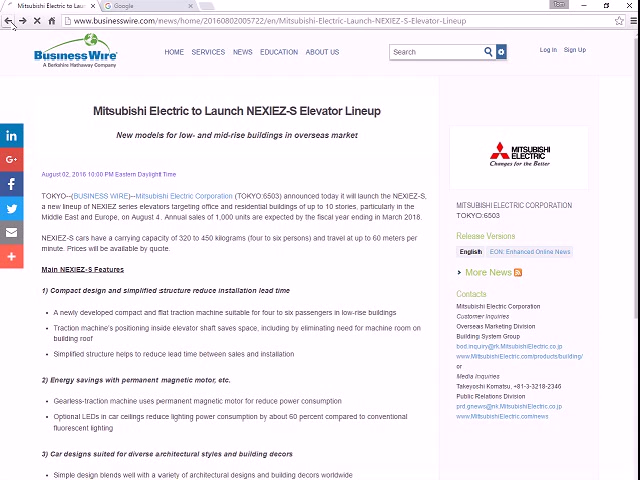 Mitsubishi Electric to Lau
Google
Tom
www.businesswire.com/news/home/20160802005722/en/Mitsubishi-Electric-Launch-NEXIEZ-S-Elevator-Lineup
Business Wire
A Berkshire Hathaway Company
HOME SERVICES NEWS EDUCATION ABOUT US
Search
Log In Sign Up
Mitsubishi Electric to Launch NEXIEZ-S Elevator Lineup
New models for low- and mid-rise buildings in overseas market
August 02, 2016 10:00 PM Eastern Daylight Time
TOKYO--(BUSINESS WIRE)--Mitsubishi Electric Corporation (TOKYO:6503) announced today it will launch the NEXIEZ-S,
a new lineup of NEXIEZ series elevators targeting office and residential buildings of up to 10 stories, particularly in the
Middle East and Europe, on August 4. Annual sales of 1,000 units are expected by the fiscal year ending in March 2018.
NEXIEZ-S cars have a carrying capacity of 320 to 450 kilograms (four to six persons) and travel at up to 60 meters per
minute. Prices will be available by quote.
Main NEXIEZ-S Features
1) Compact design and simplified structure reduce installation lead time
A newly developed compact and flat traction machine suitable for four to six passengers in low-rise buildings
Traction machine's positioning inside elevator shaft saves space, including by eliminating need for machine room on
building roof
Simplified structure helps to reduce lead time between sales and installation
2) Energy savings with permanent magnetic motor, etc.
Gearless-traction machine uses permanent magnetic motor for reduce power consumption
Optional LEDs in car ceilings reduce lighting power consumption by about 60 percent compared to conventional
fluorescent lighting
3) Car designs suited for diverse architectural styles and building decors
Simple design blends well with a variety of architectural designs and building decors worldwide
in
G+
f
MITSUBISHI
ELECTRIC
Changes for the Better
MITSUBISHI ELECTRIC CORPORATION
TOKYO:6503
Release Versions
English EON: Enhanced Online News
More News
Contacts
Mitsubishi Electric Corporation
Customer Inquiries
Overseas Marketing Division
Building System Group
bod.inquiry@rk.MitsubishiElectric.co.jp
www.MitsubishiElectric.com/products/building/
or
Media Inquiries
Takeyoshi Komatsu, +81-3-3218-2346
Public Relations Division
prd.gnews@nk.MitsubishiElectric.co.jp
www.MitsubishiElectric.com/news